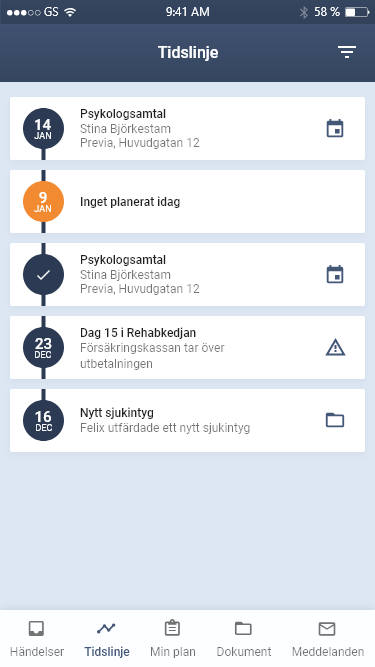 GS 9:41 AM 58 %
Tidslinje
14
JAN
Psykologsamtal
Stina Björkestam
Previa, Huvudgatan 12
9
JAN
Inget planerat idag
Psykologsamtal
Stina Björkestam
Previa, Huvudgatan 12
23
DEC
Dag 15 i Rehabkedjan
Försäkringskassan tar över
utbetalningen
16
DEC
Nytt sjukintyg
Felix utfärdade ett nytt sjukintyg
Händelser Tidslinje Min plan Dokument Meddelanden